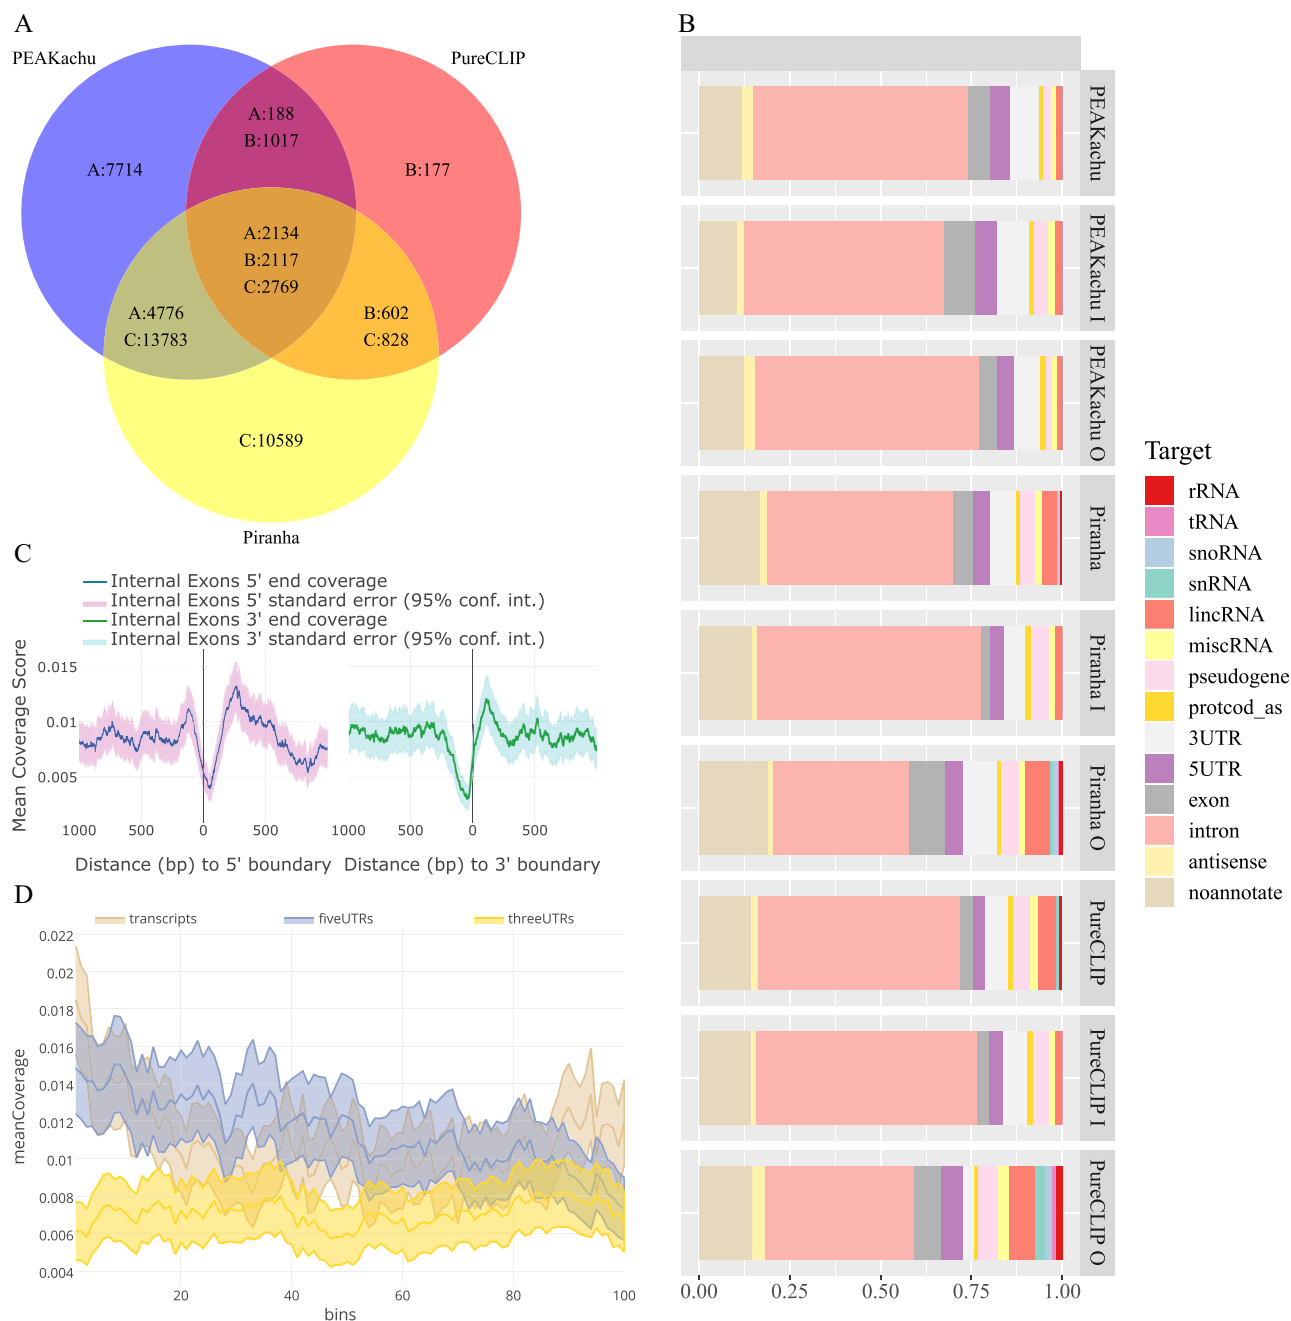 A
PEAKachu
PureCLIP
A:188
B:1017
A:7714
B:177
A:2134
B:2117
C:2769
A:4776
C:13783
B:602
C:828
C:10589
Piranha
B
PEAKachu
PEAKachu I
PEAKachu O
Piranha
Piranha I
Piranha O
PureCLIP
PureCLIP I
PureCLIP O
0.00 0.25 0.50 0.75 1.00
Target
rRNA
tRNA
snoRNA
snRNA
lincRNA
miscRNA
pseudogene
protcod_as
3UTR
5UTR
exon
intron
antisense
noannotate
C
Internal Exons 5' end coverage
Internal Exons 5' standard error (95% conf. int.)
Internal Exons 3' end coverage
Internal Exons 3' standard error (95% conf. int.)
Mean Coverage Score
0.015
0.01
0.005
1000 500 0 500 1000 500 0 500
Distance (bp) to 5' boundary
Distance (bp) to 3' boundary
D
transcripts fiveUTRs threeUTRs
meanCoverage
0.022
0.02
0.018
0.016
0.014
0.012
0.01
0.008
0.006
0.004
20 40 60 80 100
bins